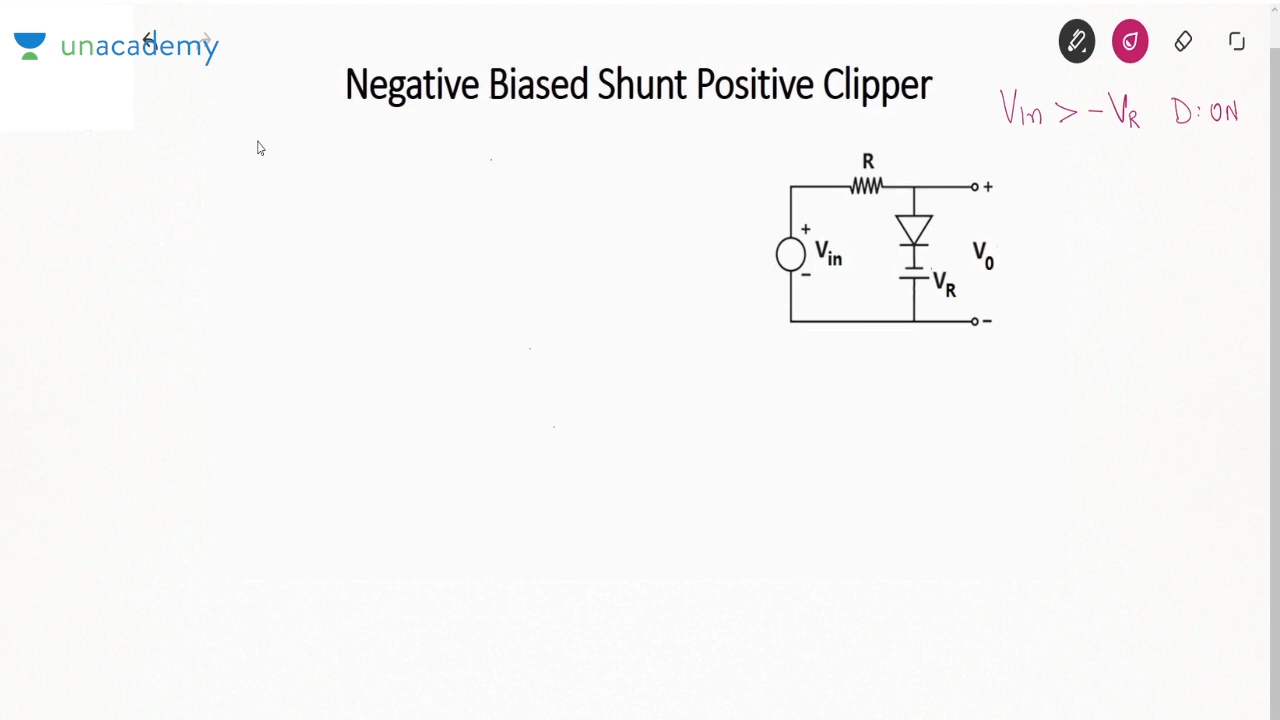 unacademy
Negative Biased Shunt Positive Clipper
Vin > -VR D: ON
R
+
+
Vin
-
V0
VR
-